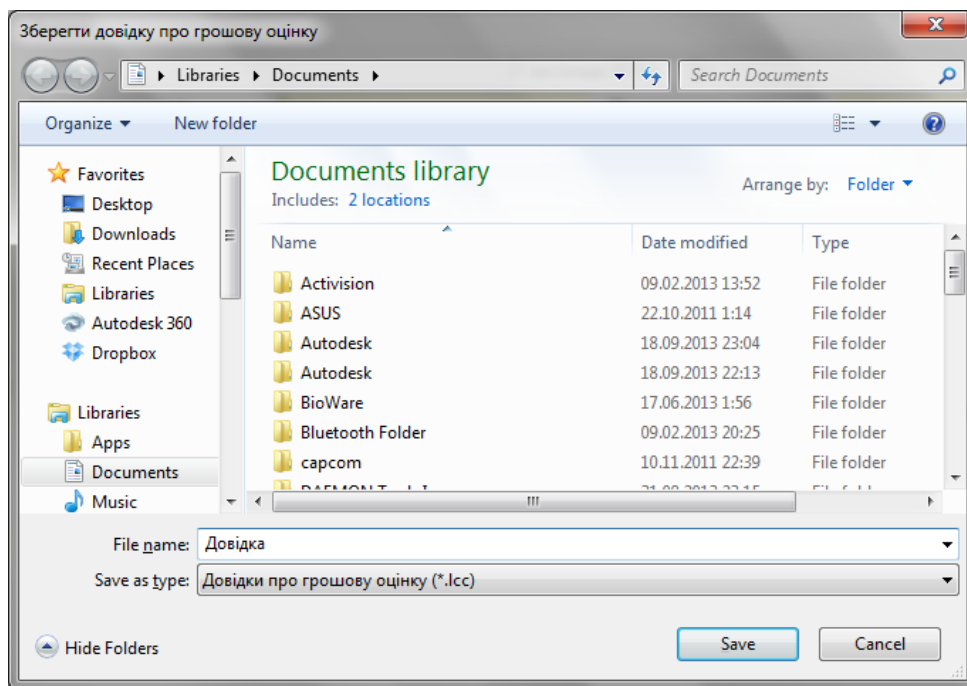 Зберегти довідку про грошову оцінку
Libraries Documents
Search Documents
Organize New folder
Favorites
Desktop
Downloads
Recent Places
Libraries
Autodesk 360
Dropbox
Libraries
Apps
Documents
Music
Documents library
Includes: 2 locations
Arrange by: Folder
Name Date modified Type
Activision 09.02.2013 13:52 File folder
ASUS 22.10.2011 1:14 File folder
Autodesk 18.09.2013 23:04 File folder
Autodesk 18.09.2013 22:13 File folder
BioWare 17.06.2013 1:56 File folder
Bluetooth Folder 09.02.2013 20:25 File folder
capcom 10.11.2011 22:39 File folder
File name: Довідка
Save as type: Довідки про грошову оцінку (*.lcc)
Hide Folders
Save Cancel